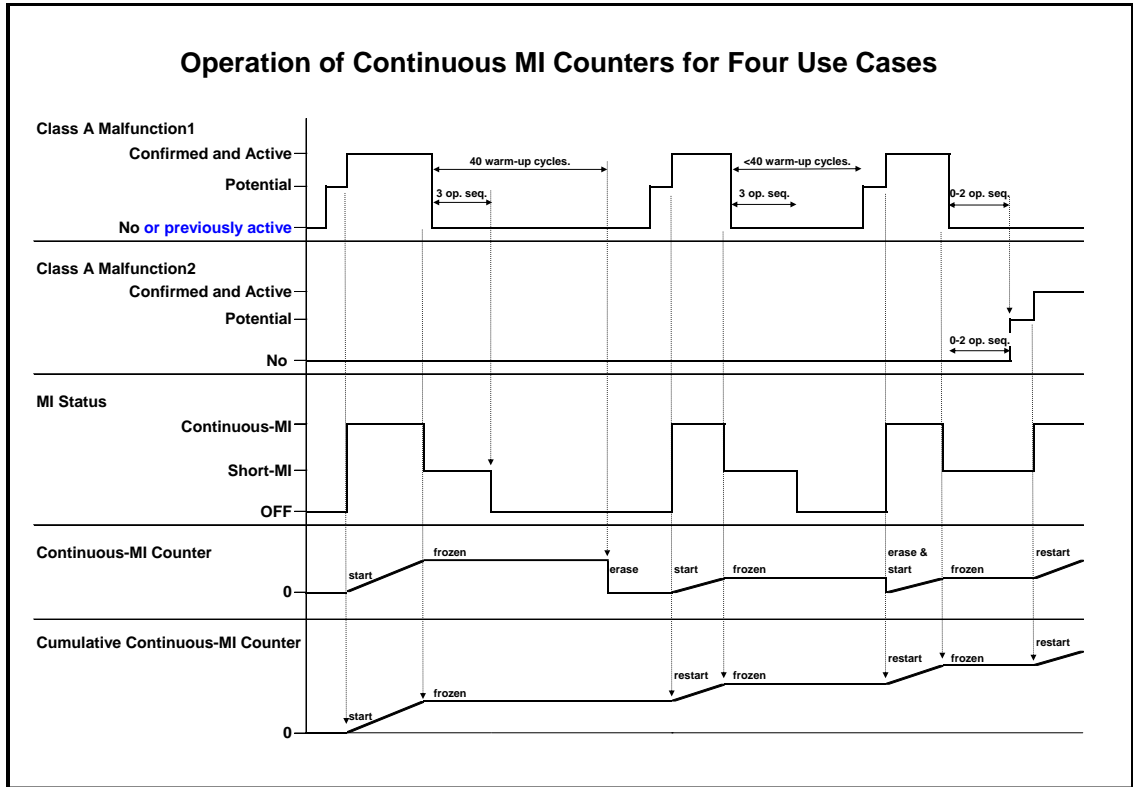 Operation of Continuous MI Counters for Four Use Cases
Class A Malfunction1
Confirmed and Active
40 warm-up cycles.
<40 warm-up cycles.
Potential
3 op. seq.
3 op. seq.
0-2 op. seq.
No or previously active
Class A Malfunction2
Confirmed and Active
Potential
0-2 op. seq.
No
MI Status
Continuous-MI
Short-MI
OFF
Continuous-MI Counter
frozen
erase &
start
restart
start
erase
start
frozen
frozen
0
Cumulative Continuous-MI Counter
restart
restart
frozen
restart
frozen
frozen
start
0